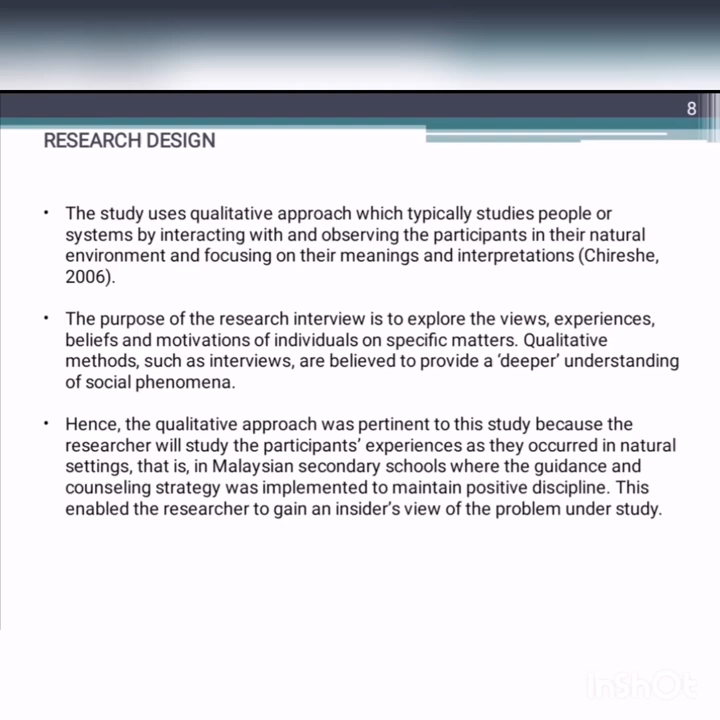 8
RESEARCH DESIGN
• The study uses qualitative approach which typically studies people or
systems by interacting with and observing the participants in their natural
environment and focusing on their meanings and interpretations (Chireshe,
2006).
• The purpose of the research interview is to explore the views, experiences,
beliefs and motivations of individuals on specific matters. Qualitative
methods, such as interviews, are believed to provide a ‘deeper’ understanding
of social phenomena.
• Hence, the qualitative approach was pertinent to this study because the
researcher will study the participants’ experiences as they occurred in natural
settings, that is, in Malaysian secondary schools where the guidance and
counseling strategy was implemented to maintain positive discipline. This
enabled the researcher to gain an insider’s view of the problem under study.
InShOt